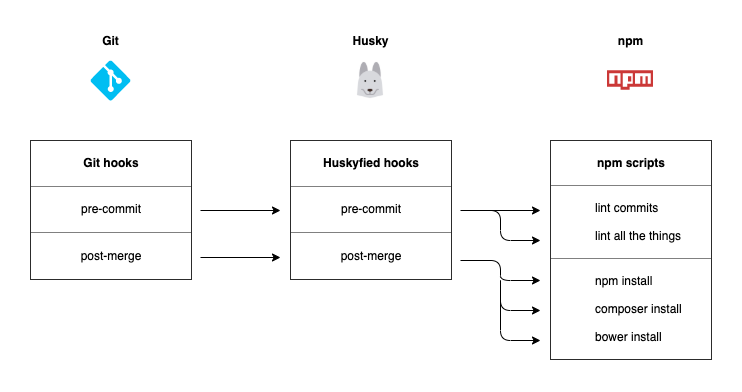 Git
Husky
npm
npm
Git hooks
Huskyfied hooks
npm scripts
pre-commit
pre-commit
lint commits
lint all the things
post-merge
post-merge
npm install
composer install
bower install